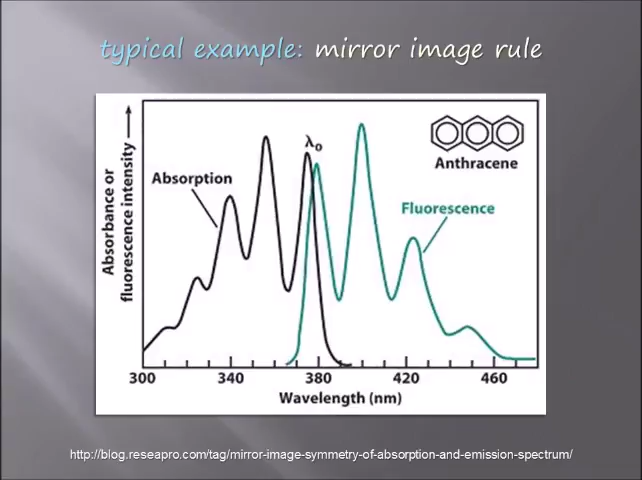 typical example: mirror image rule
Absorbance or
fluorescence intensity
λo
Anthracene
Absorption
Fluorescence
300 340 380 420 460
Wavelength (nm)
http://blog.reseapro.com/tag/mirror-image-symmetry-of-absorption-and-emission-spectrum/